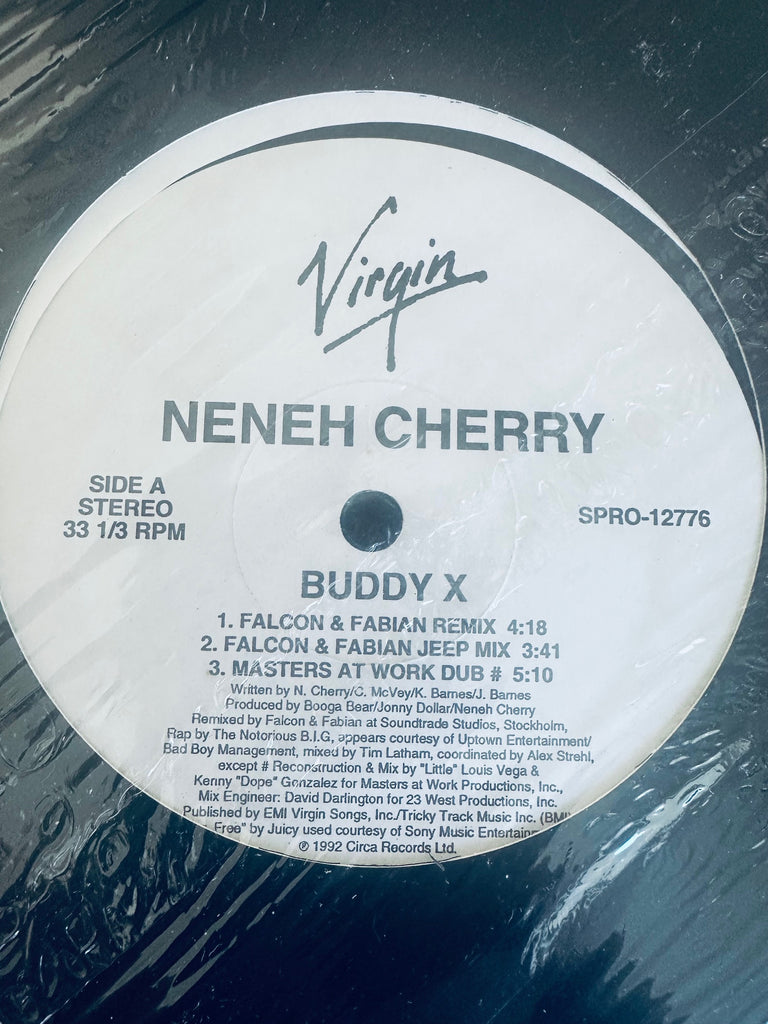 Virgin
NENEH CHERRY
SIDE A
STEREO
33 1/3 RPM
SPRO-12776
BUDDY X
1. FALCON & FABIAN REMIX 4:18
2. FALCON & FABIAN JEEP MIX 3:41
3. MASTERS AT WORK DUB # 5:10
Written by N. Cherry/C. McVey/K. Barnes/J. Barnes
Produced by Booga Bear/Jonny Dollar/Neneh Cherry
Remixed by Falcon & Fabian at Soundtrade Studios, Stockholm,
Rap by The Notorious B.I.G, appears courtesy of Uptown Entertainment/
Bad Boy Management, mixed by Tim Latham, coordinated by Alex Strehl,
except # Reconstruction & Mix by "Little" Louis Vega &
Kenny "Dope" Gonzalez for Masters at Work Productions, Inc.,
Mix Engineer: David Darlington for 23 West Productions, Inc.
Published by EMI Virgin Songs, Inc./Tricky Track Music Inc. (BMI
Free" by Juicy used courtesy of Sony Music
℗ 1992 Circa Records Ltd.